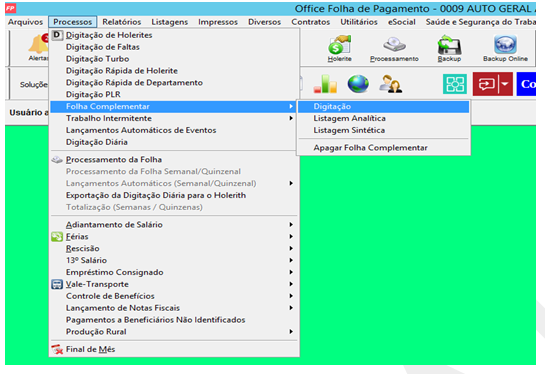 FP Office Folha de Pagamento - 0009 AUTO GERAL
Arquivos Processos Relatórios Listagens Impressos Diversos Contratos Utilitários eSocial Saúde e Segurança do Traba
Alerta
Holerite Processamento Backup Backup Online
Soluçõe
Co
Usuário a
D Digitação de Holerites
Digitação de Faltas
Digitação Turbo
Digitação Rápida de Holerite
Digitação Rápida de Departamento
Digitação PLR
Folha Complementar
Trabalho Intermitente
Lançamentos Automáticos de Eventos
Digitação Diária
Processamento da Folha
Processamento da Folha Semanal/Quinzenal
Lançamentos Automáticos (Semanal/Quinzenal)
Exportação da Digitação Diária para o Holerith
Totalização (Semanas / Quinzenas)
Adiantamento de Salário
Férias
Rescisão
13º Salário
Empréstimo Consignado
Vale-Transporte
Controle de Benefícios
Lançamento de Notas Fiscais
Pagamentos a Beneficiários Não Identificados
Produção Rural
Final de Mês
Digitação
Listagem Analítica
Listagem Sintética
Apagar Folha Complementar